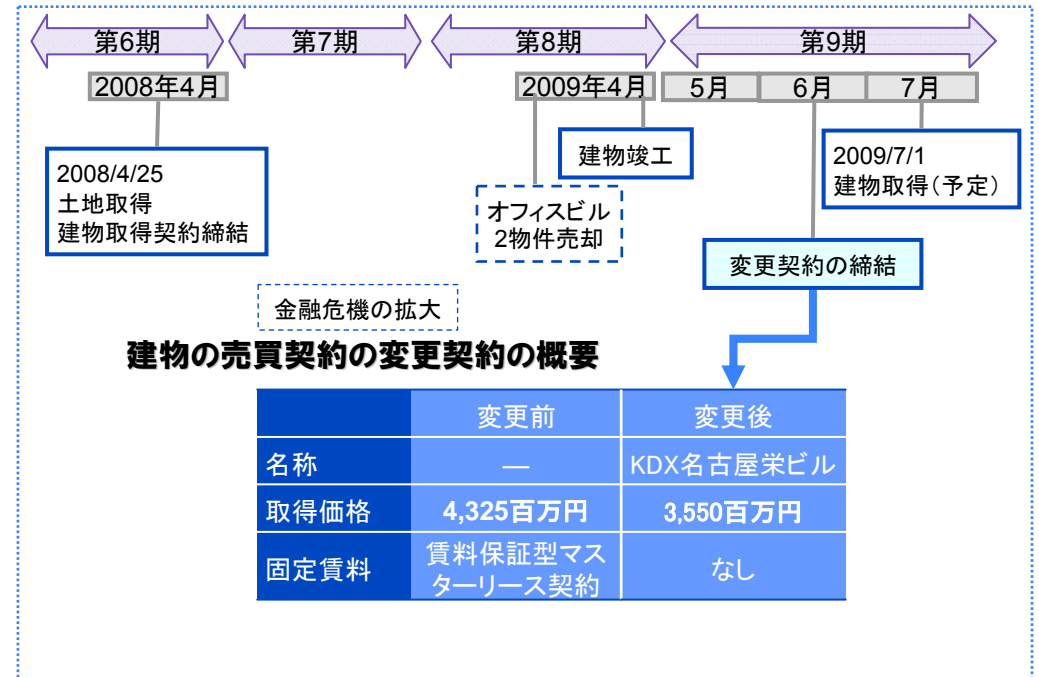 第6期
第7期
第8期
第9期
2008年4月
2009年4月
5月
6月
7月
2008/4/25
土地取得
建物取得契約締結
建物竣工
2009/7/1
建物取得（予定）
オフィスビル
2物件売却
変更契約の締結
金融危機の拡大
建物の売買契約の変更契約の概要
変更前
変更後
名称
—
KDX名古屋栄ビル
取得価格
4,325百万円
3,550百万円
固定賃料
賃料保証型マス
ターリース契約
なし